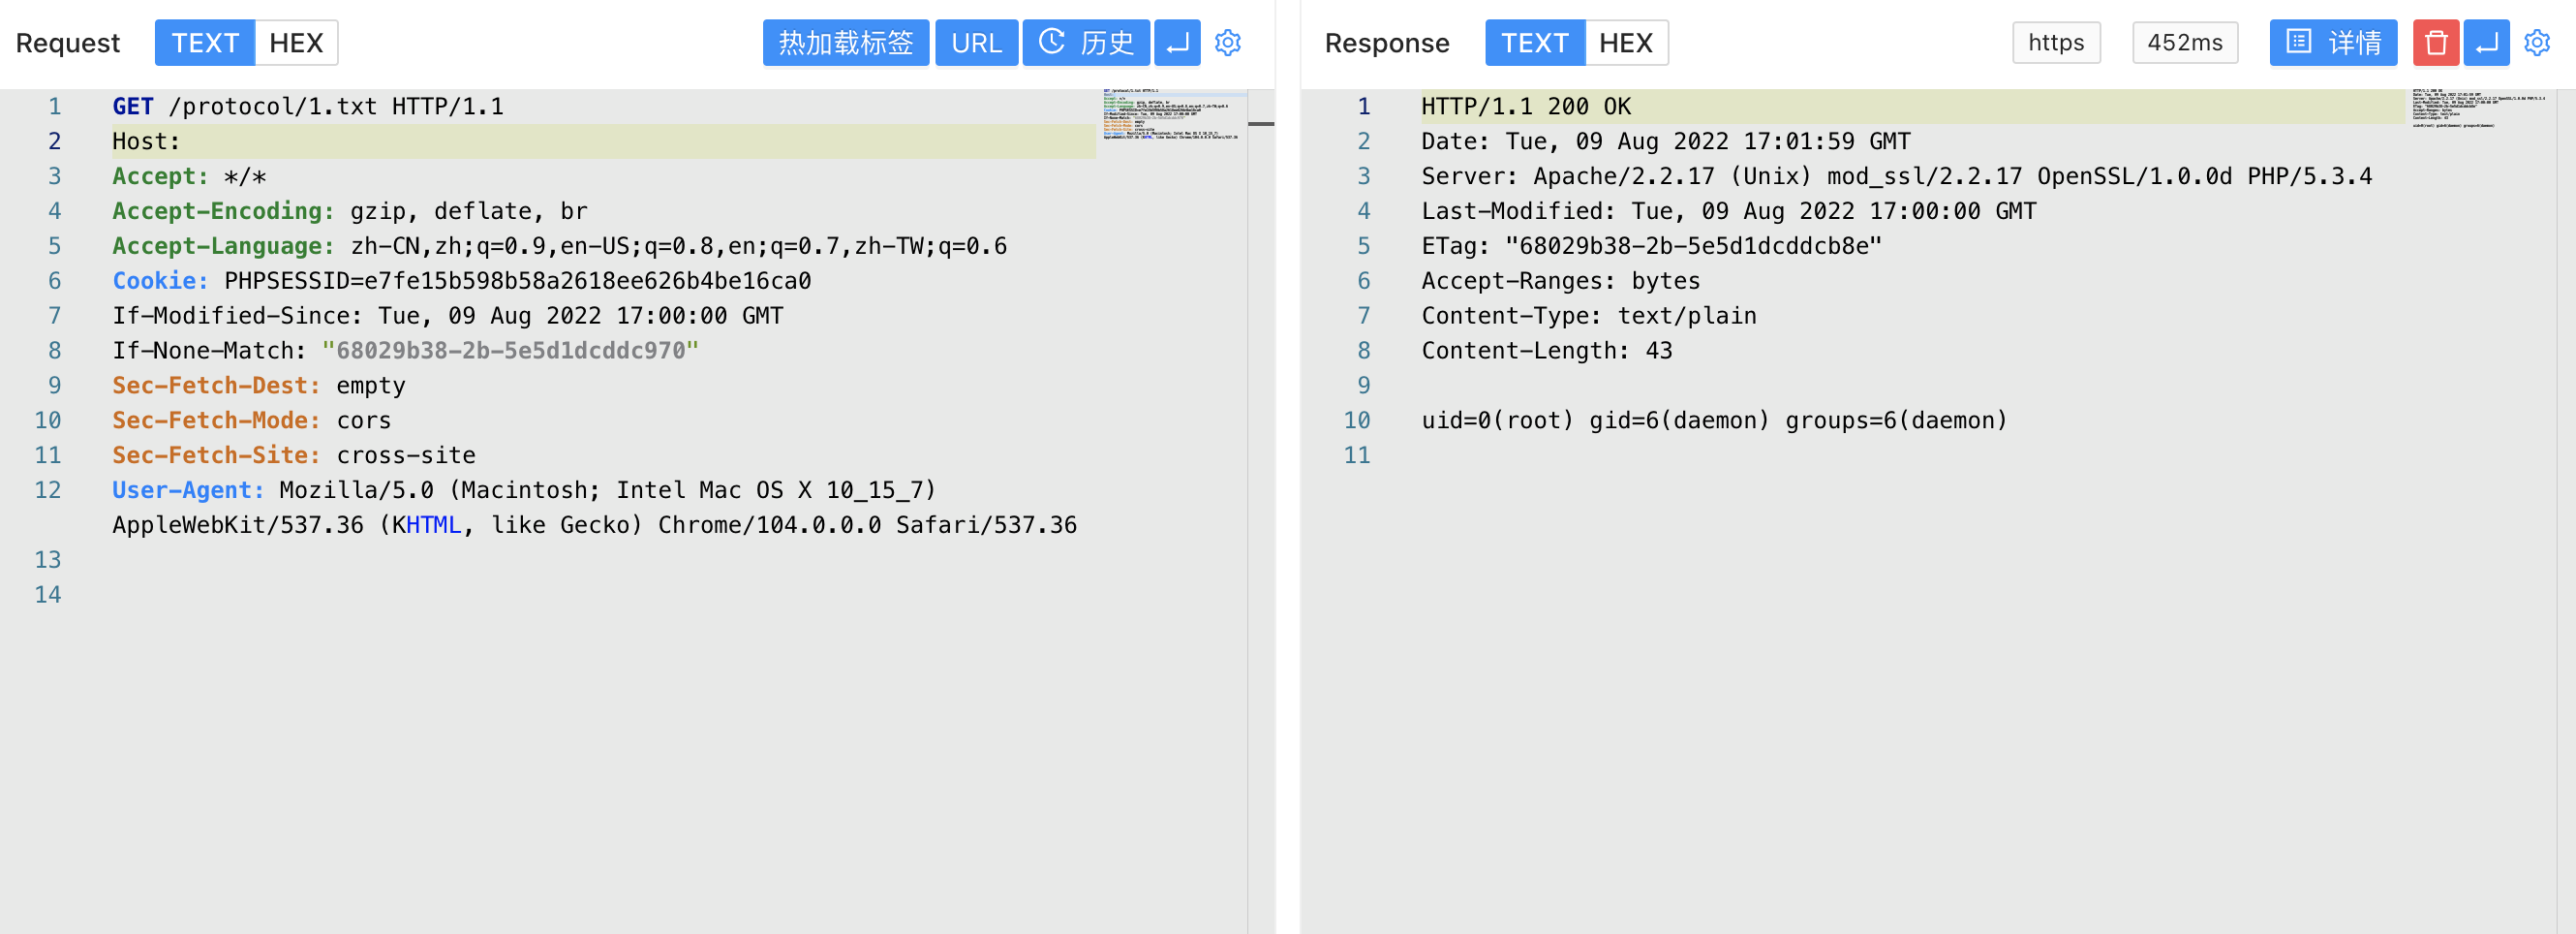 Request TEXT HEX 热加载标签 URL 历史
1 GET /protocol/1.txt HTTP/1.1
2 Host:
3 Accept: */*
4 Accept-Encoding: gzip, deflate, br
5 Accept-Language: zh-CN,zh;q=0.9,en-US;q=0.8,en;q=0.7,zh-TW;q=0.6
6 Cookie: PHPSESSID=e7fe15b598b58a2618ee626b4be16ca0
7 If-Modified-Since: Tue, 09 Aug 2022 17:00:00 GMT
8 If-None-Match: "68029b38-2b-5e5d1dcddc970"
9 Sec-Fetch-Dest: empty
10 Sec-Fetch-Mode: cors
11 Sec-Fetch-Site: cross-site
12 User-Agent: Mozilla/5.0 (Macintosh; Intel Mac OS X 10_15_7)
AppleWebKit/537.36 (KHTML, like Gecko) Chrome/104.0.0.0 Safari/537.36
13
14
Response TEXT HEX https 452ms 详情
1 HTTP/1.1 200 OK
2 Date: Tue, 09 Aug 2022 17:01:59 GMT
3 Server: Apache/2.2.17 (Unix) mod_ssl/2.2.17 OpenSSL/1.0.0d PHP/5.3.4
4 Last-Modified: Tue, 09 Aug 2022 17:00:00 GMT
5 ETag: "68029b38-2b-5e5d1dcddcb8e"
6 Accept-Ranges: bytes
7 Content-Type: text/plain
8 Content-Length: 43
9
10 uid=0(root) gid=6(daemon) groups=6(daemon)
11